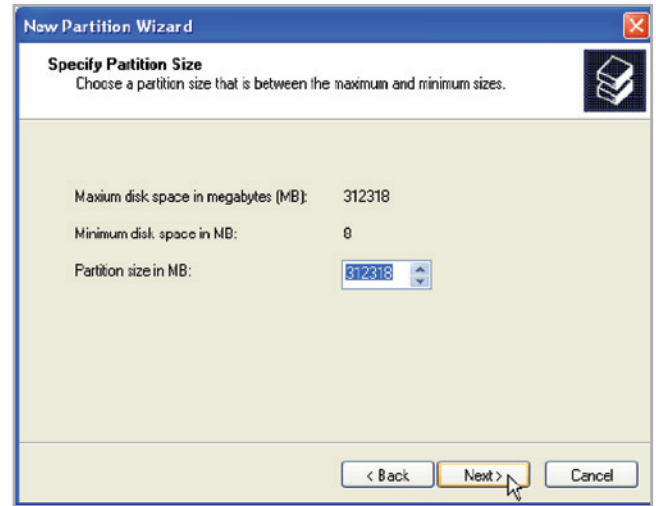 New Partition Wizard
Specify Partition Size
Choose a partition size that is between the maximum and minimum sizes.
Maxium disk space in megabytes (MB): 312318
Minimum disk space in MB: 8
Partition size in MB: 312318
< Back Next > Cancel